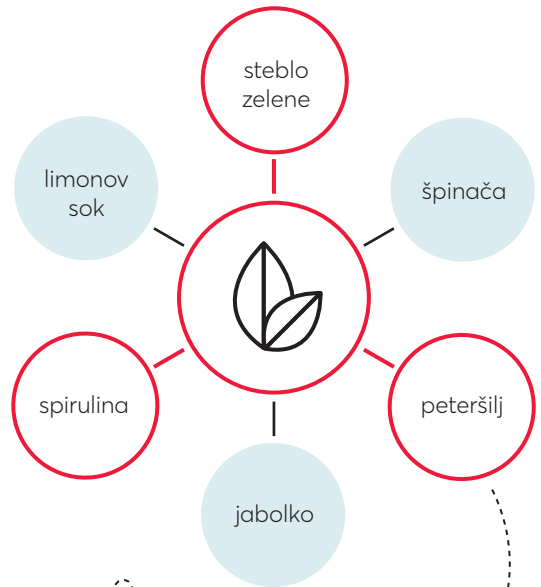 steblo
zelene
limonov
sok
špinača
spirulina
peteršilj
jabolko